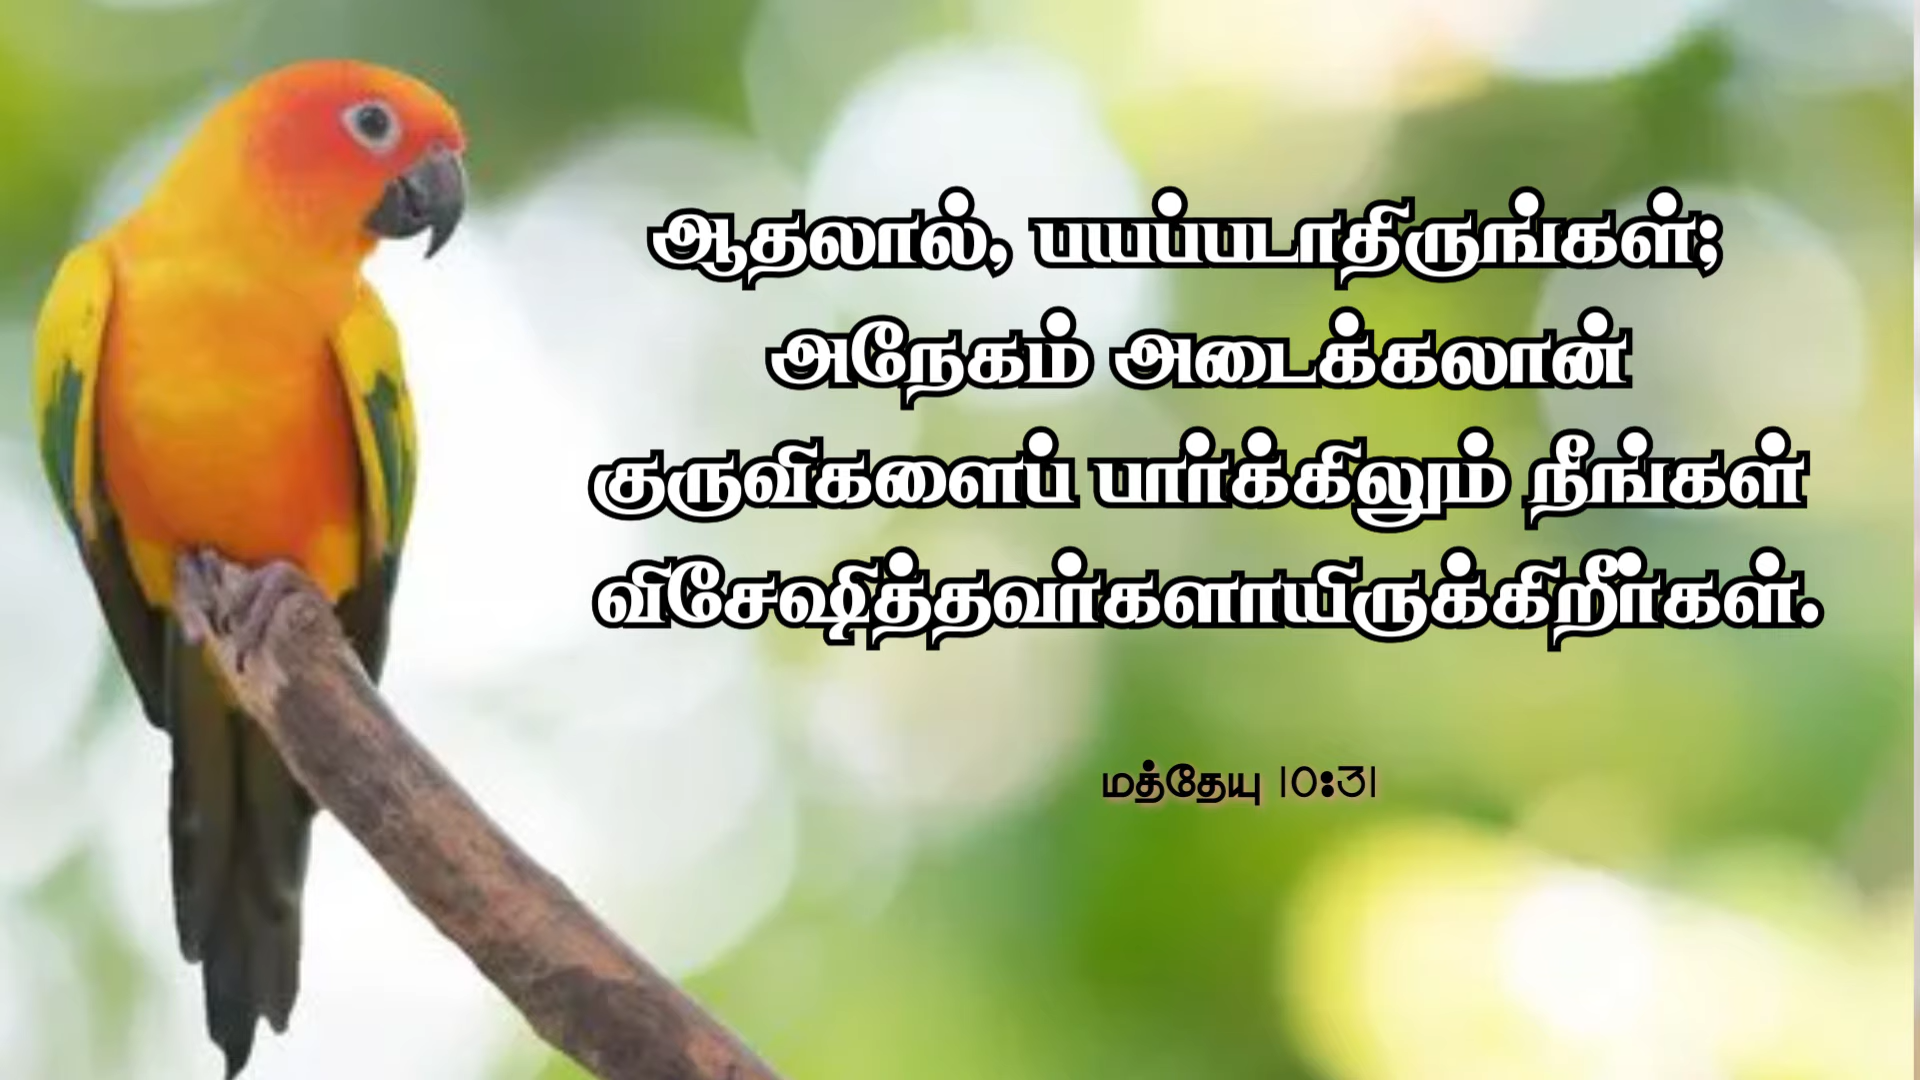 ஆதலால், பயப்படாதிருங்கள்;
அநேகம் அடைக்கலான்
குருவிகளைப் பார்க்கிலும் நீங்கள்
விசேஷித்தவர்களாயிருக்கிறீர்கள்.
மத்தேயு 10:31